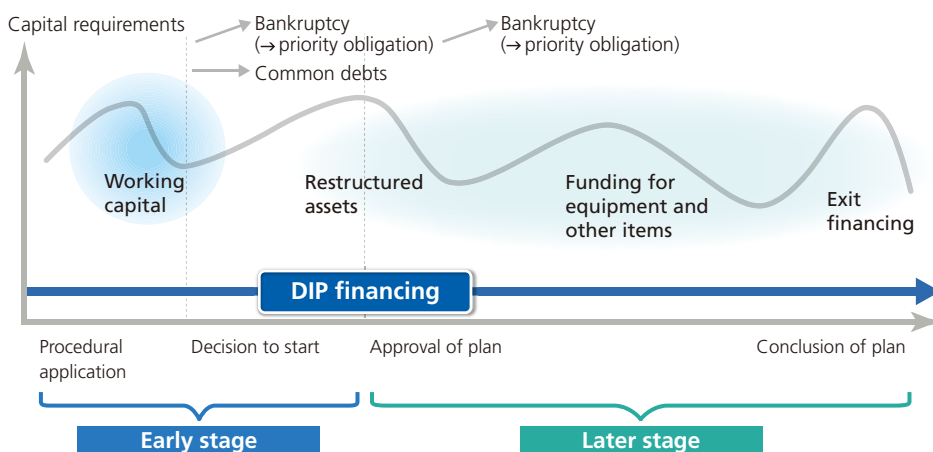 Capital requirements
Bankruptcy
(→ priority obligation)
Bankruptcy
(→ priority obligation)
Common debts
Working
capital
Restructured
assets
Funding for
equipment and
other items
Exit
financing
DIP financing
Procedural
application
Decision to start
Approval of plan
Conclusion of plan
Early stage
Later stage